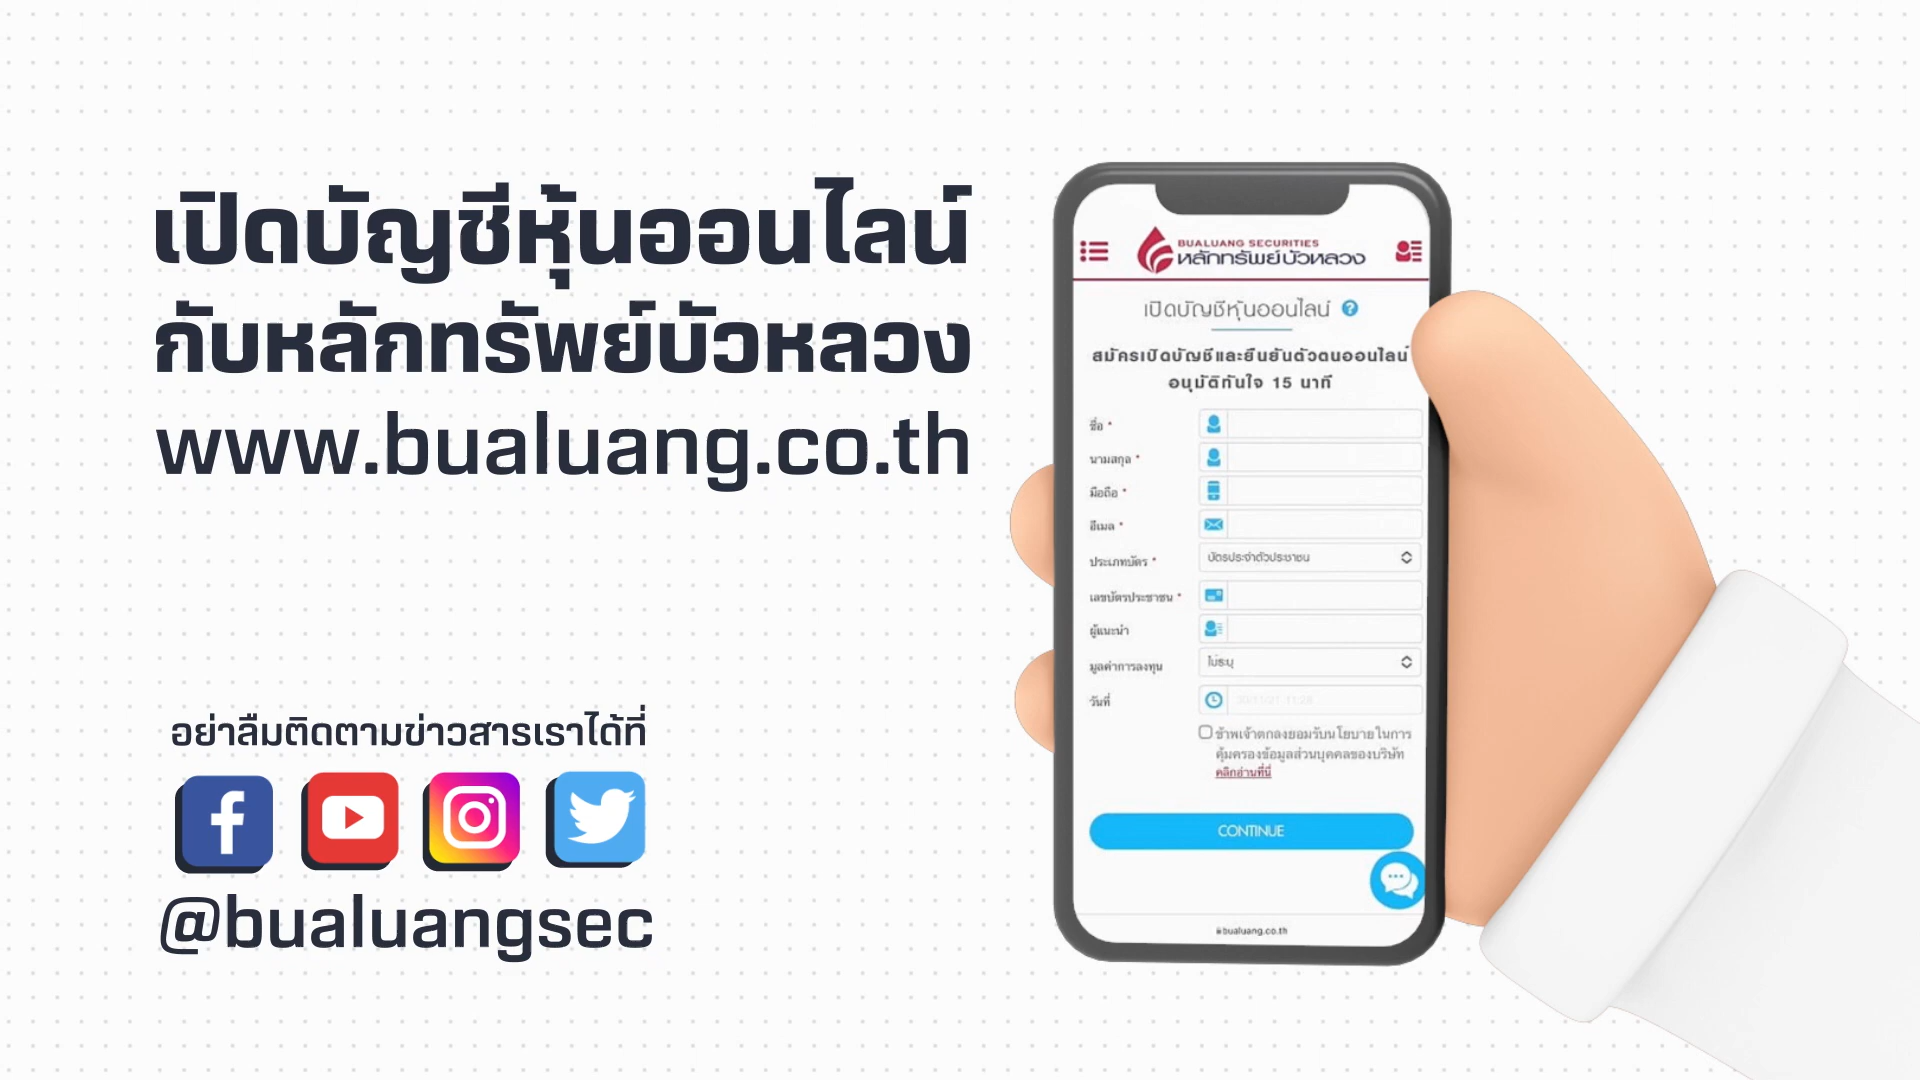 เปิดบัญชีหุ้นออนไลน์
กับหลักทรัพย์บัวหลวง
www.bualuang.co.th
อย่าลืมติดตามข่าวสารเราได้ที่
@bualuangsec
BUALUANG SECURITIES
หลักทรัพย์บัวหลวง
เปิดบัญชีหุ้นออนไลน์
สมัครเปิดบัญชีและยืนยันตัวตนออนไลน์
อนุมัติทันใจ 15 นาที
ชื่อ *
นามสกุล *
มือถือ *
อีเมล *
ประเภทบัตร * บัตรประจำตัวประชาชน
เลขบัตรประชาชน *
ผู้แนะนำ
มูลค่าการลงทุน ไม่ระบุ
วันที่
ข้าพเจ้าตกลงยอมรับนโยบายในการ
คุ้มครองข้อมูลส่วนบุคคลของบริษัท
คลิกอ่านที่นี่
CONTINUE
bualuang.co.th